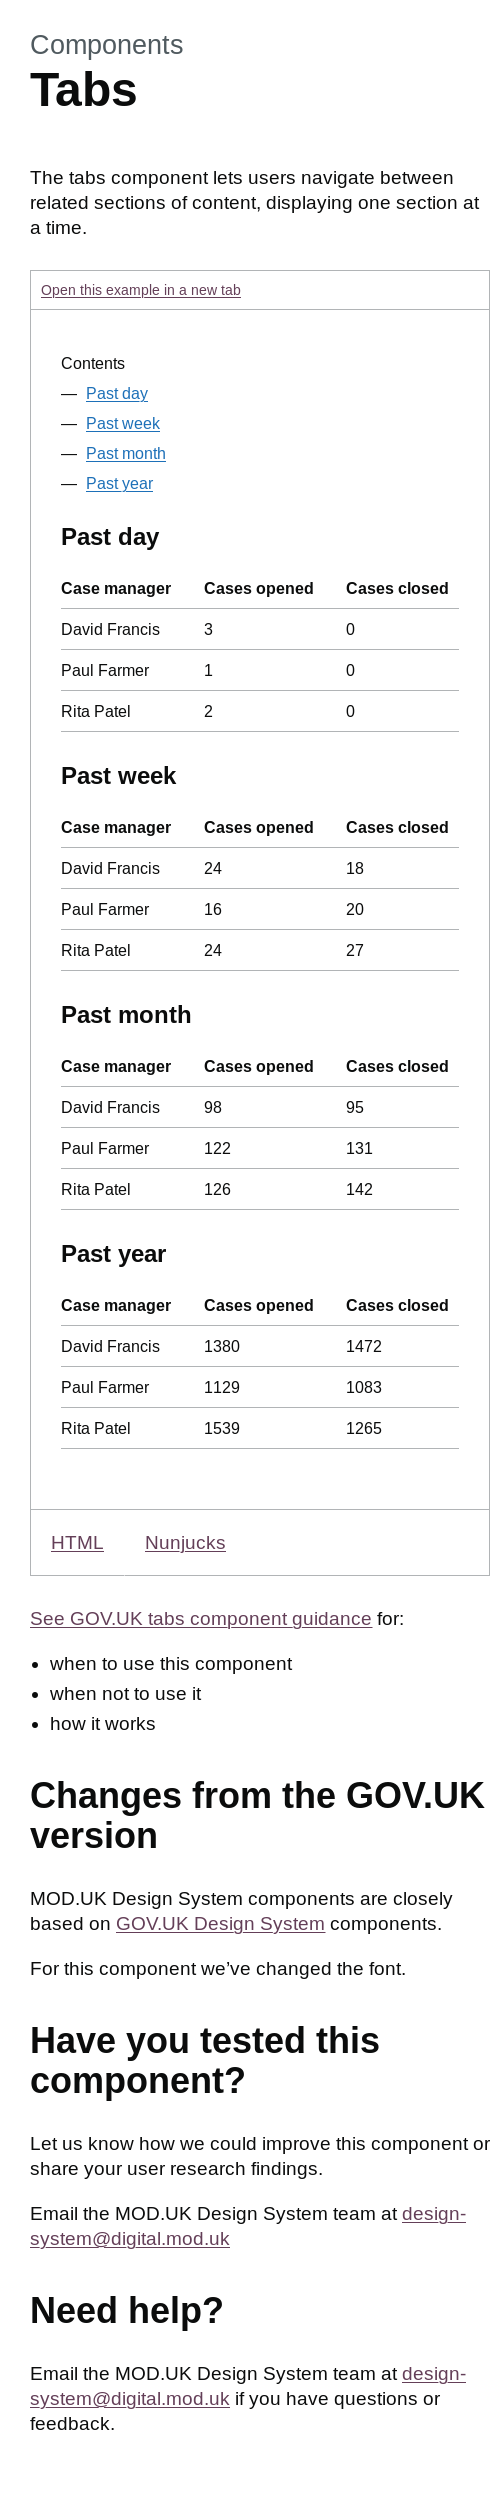 Components
Tabs
The tabs component lets users navigate between
related sections of content, displaying one section at
a time.
Open this example in a new tab
Contents
— Past day
— Past week
— Past month
— Past year
Past day
Case manager Cases opened Cases closed
David Francis 3 0
Paul Farmer 1 0
Rita Patel 2 0
Past week
Case manager Cases opened Cases closed
David Francis 24 18
Paul Farmer 16 20
Rita Patel 24 27
Past month
Case manager Cases opened Cases closed
David Francis 98 95
Paul Farmer 122 131
Rita Patel 126 142
Past year
Case manager Cases opened Cases closed
David Francis 1380 1472
Paul Farmer 1129 1083
Rita Patel 1539 1265
HTML Nunjucks
See GOV.UK tabs component guidance for:
• when to use this component
• when not to use it
• how it works
Changes from the GOV.UK
version
MOD.UK Design System components are closely
based on GOV.UK Design System components.
For this component we’ve changed the font.
Have you tested this
component?
Let us know how we could improve this component or
share your user research findings.
Email the MOD.UK Design System team at design-
system@digital.mod.uk
Need help?
Email the MOD.UK Design System team at design-
system@digital.mod.uk if you have questions or
feedback.